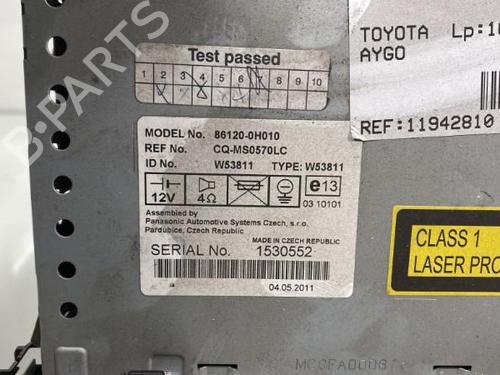 Test passed
1 2 3 4 5 6 7 8 9 10
TOYOTA Lp:
AYGO
REF:11942810
MODEL No. 86120-0H010
REF No. CQ-MS0570LC
ID No. W53811 TYPE: W53811
12V 4Ω e13
03 10101
Assembled by
Panasonic Automotive Systems Czech, s.r.o.
Pardubice, Czech Republic
MADE IN CZECH REPUBLIC
SERIAL No. 1530552
04.05.2011
CLASS 1
LASER PRO